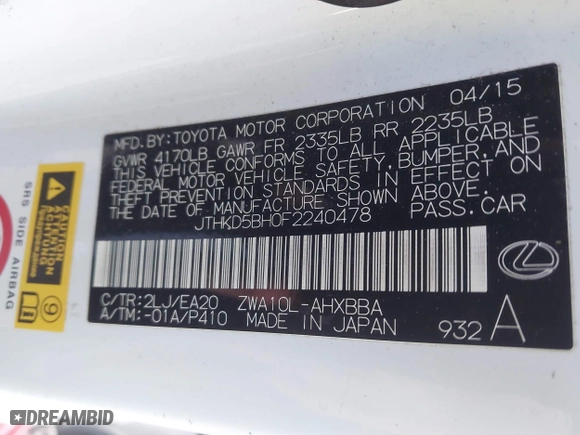 MFD. BY: TOYOTA MOTOR CORPORATION 04/15
GVWR 4170LB GAWR FR 2335LB RR 2235LB
THIS VEHICLE CONFORMS TO ALL APPLICABLE
FEDERAL MOTOR VEHICLE SAFETY, BUMPER, AND
THEFT PREVENTION STANDARDS IN EFFECT ON
THE DATE OF MANUFACTURE SHOWN ABOVE.
JTHKD5BH0F2240478 PASS.CAR
C/TR:2LJ/EA20 ZWA10L-AHXBBA
A/TM:-01A/P410 MADE IN JAPAN
932 A
SRS SIDE AIRBAG
CAUTION
ATTENTION
9
DREAMBID